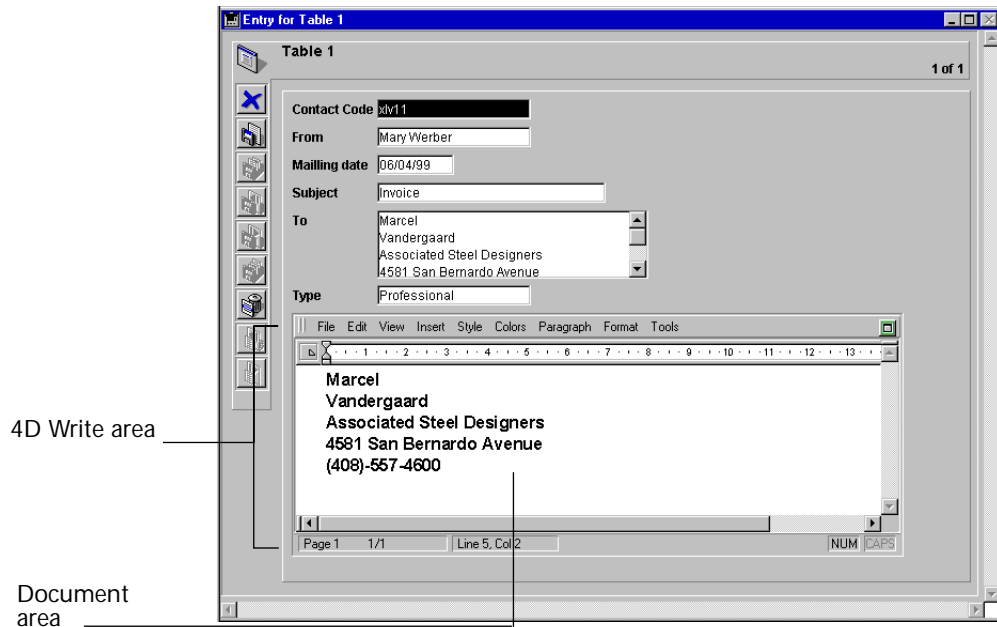 Entry for Table 1
Table 1
1 of 1
Contact Code xlv11
From Mary Werber
Mailling date 06/04/99
Subject Invoice
To Marcel
Vandergaard
Associated Steel Designers
4581 San Bernardo Avenue
Type Professional
File Edit View Insert Style Colors Paragraph Format Tools
1 2 3 4 5 6 7 8 9 10 11 12 13
Marcel
Vandergaard
Associated Steel Designers
4581 San Bernardo Avenue
(408)-557-4600
Page 1 1/1 Line 5, Col 2 NUM CAPS
4D Write area
Document
area